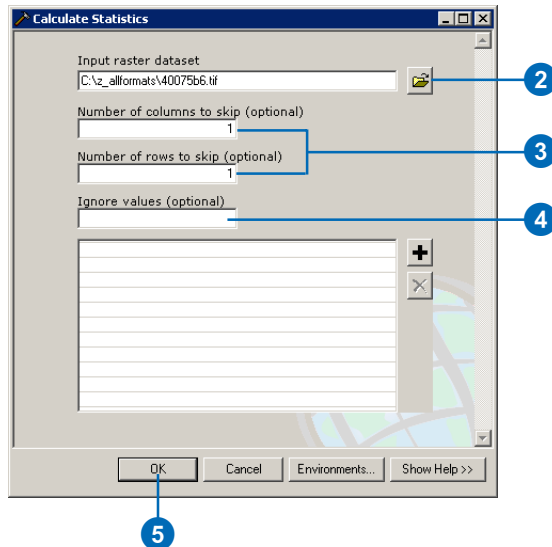 Calculate Statistics
Input raster dataset
C:\z_allformats\40075b6.tif
2
Number of columns to skip (optional)
1
3
Number of rows to skip (optional)
1
Ignore values (optional)
4
OK
Cancel
Environments...
Show Help >>
5